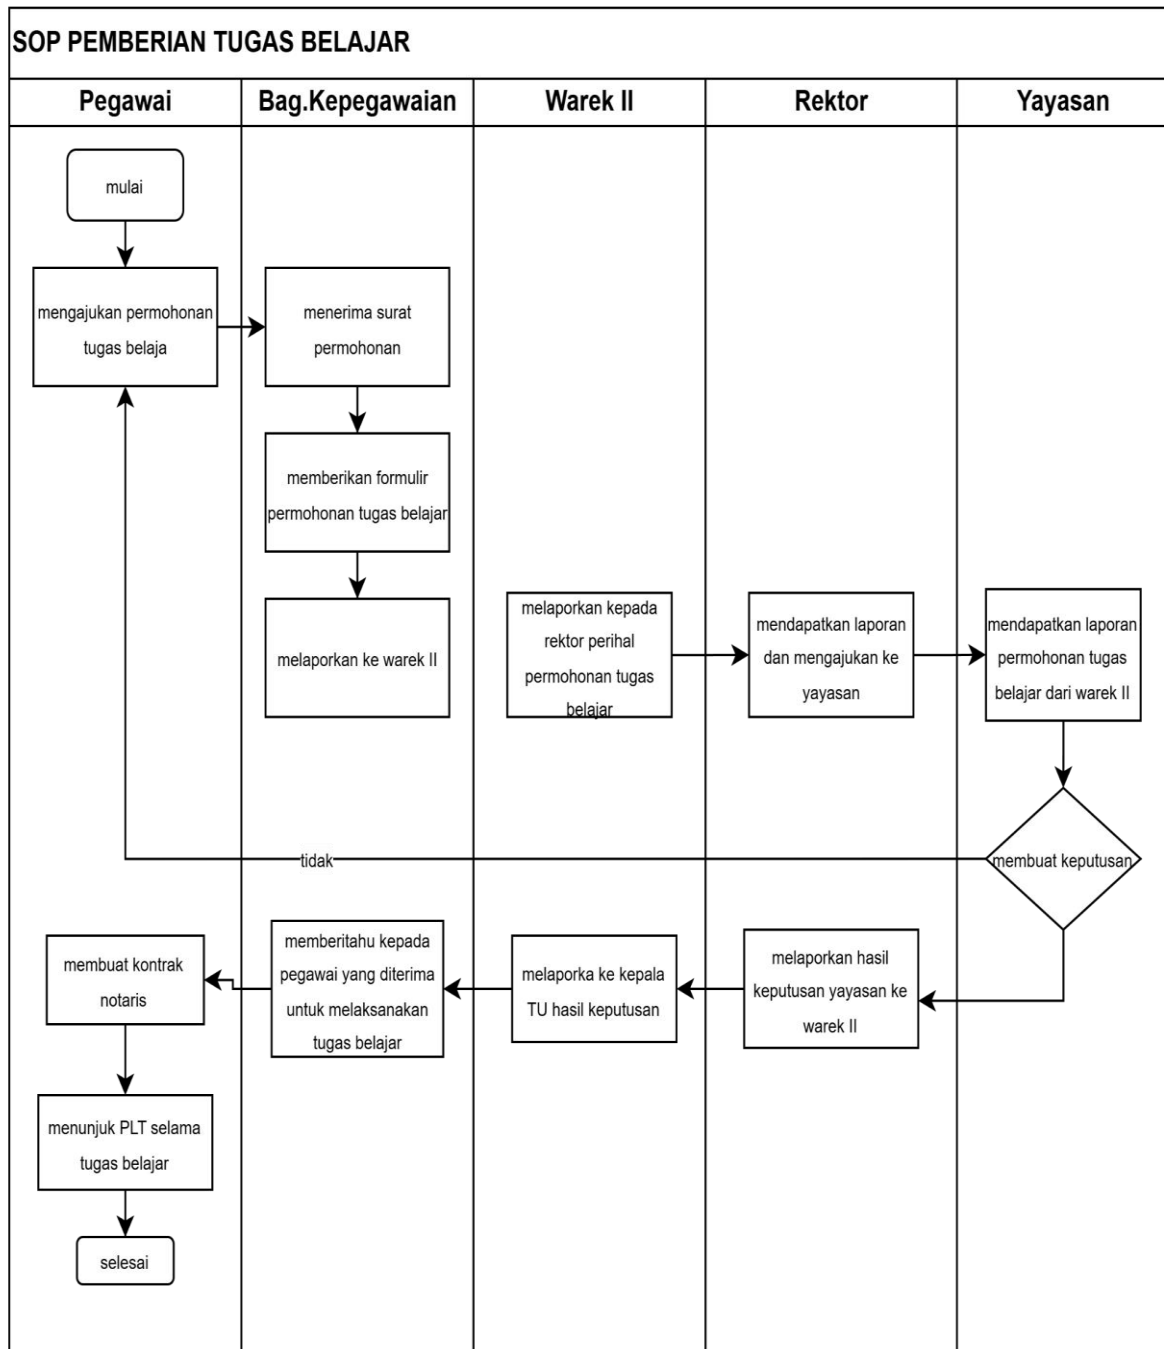 SOP PEMBERIAN TUGAS BELAJAR
Pegawai
Bag.Kepegawaian
Warek II
Rektor
Yayasan
mulai
mengajukan permohonan
tugas belaja
menerima surat
permohonan
memberikan formulir
permohonan tugas belajar
melaporkan ke warek II
melaporkan kepada
rektor perihal
permohonan tugas
belajar
mendapatkan laporan
dan mengajukan ke
yayasan
mendapatkan laporan
permohonan tugas
belajar dari warek II
membuat keputusan
tidak
melaporkan hasil
keputusan yayasan ke
warek II
melaporka ke kepala
TU hasil keputusan
memberitahu kepada
pegawai yang diterima
untuk melaksanakan
tugas belajar
membuat kontrak
notaris
menunjuk PLT selama
tugas belajar
selesai